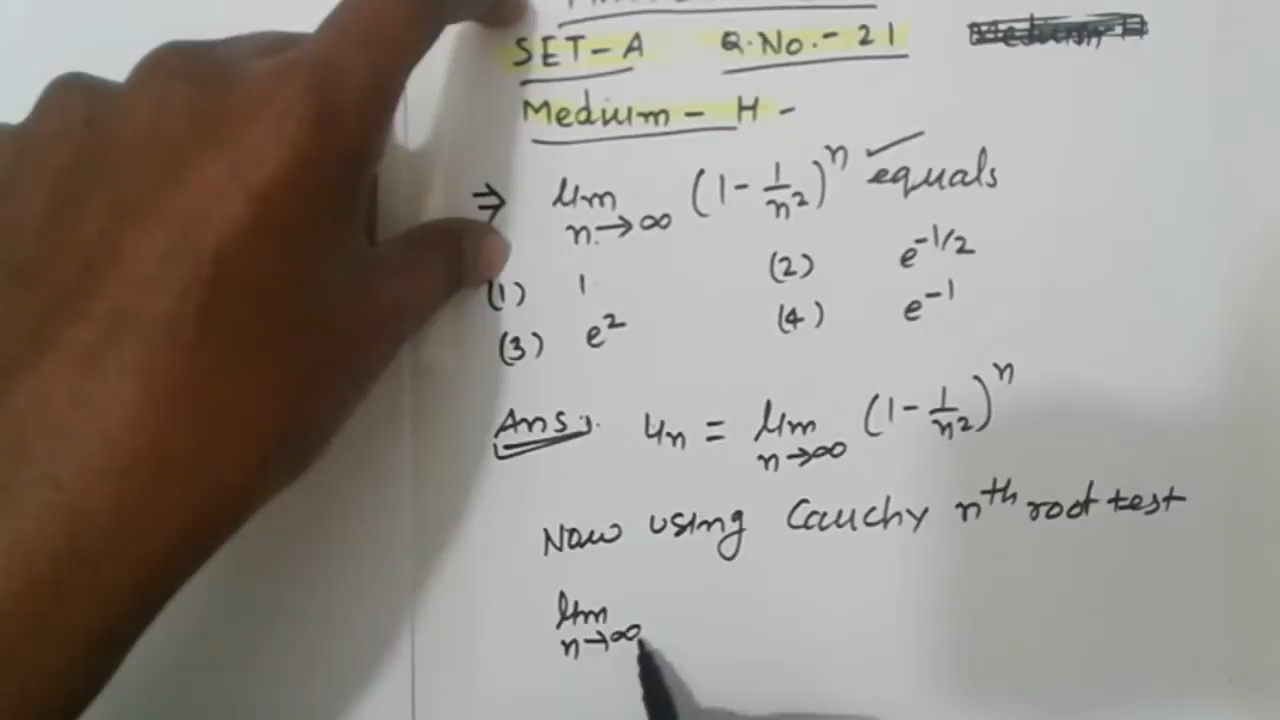 SET-A Q.No.- 21
Medium - H -
⇒ lim n→∞ (1 - 1/n²)ⁿ ✓ equals
(1) 1 (2) e^-1/2
(3) e² (4) e^-1
Ans:. Un = lim n→∞ (1 - 1/n²)ⁿ
Now using Cauchy nth root test
lim n→∞